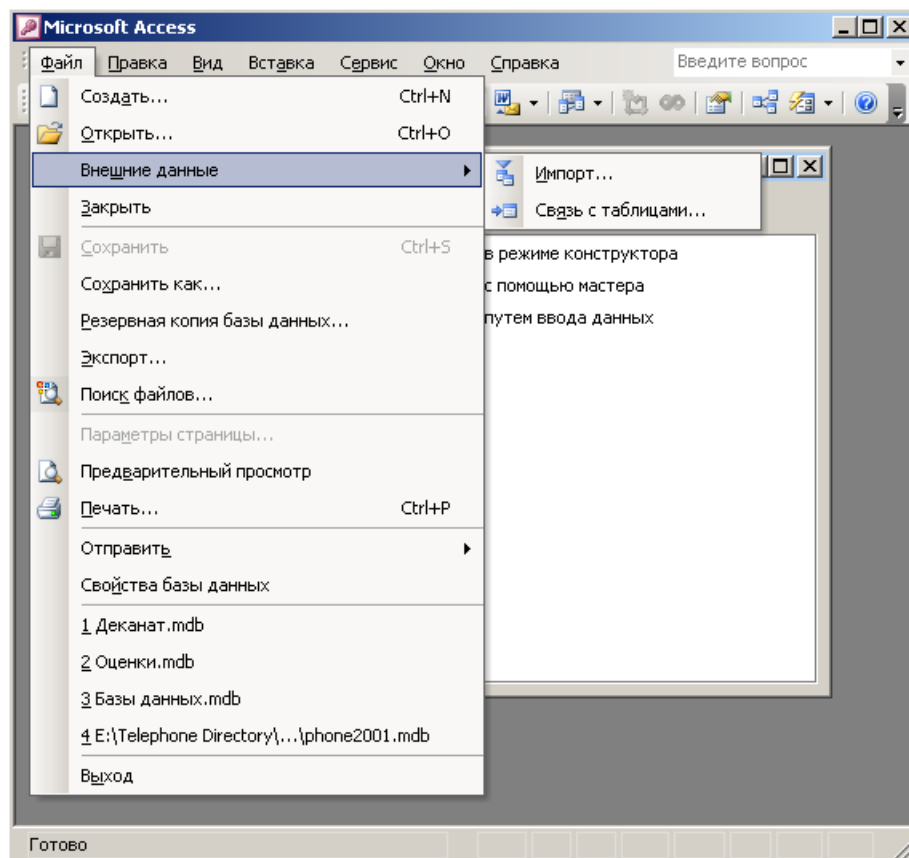 Microsoft Access
Файл Правка Вид Вставка Сервис Окно Справка Введите вопрос
Создать... Ctrl+N
Открыть... Ctrl+O
Внешние данные
Импорт...
Связь с таблицами...
Закрыть
Сохранить Ctrl+S
в режиме конструктора
Сохранить как...
с помощью мастера
Резервная копия базы данных...
путем ввода данных
Экспорт...
Поиск файлов...
Параметры страницы...
Предварительный просмотр
Печать... Ctrl+P
Отправить
Свойства базы данных
1 Деканат.mdb
2 Оценки.mdb
3 Базы данных.mdb
4 E:\Telephone Directory\...\phone2001.mdb
Выход
Готово